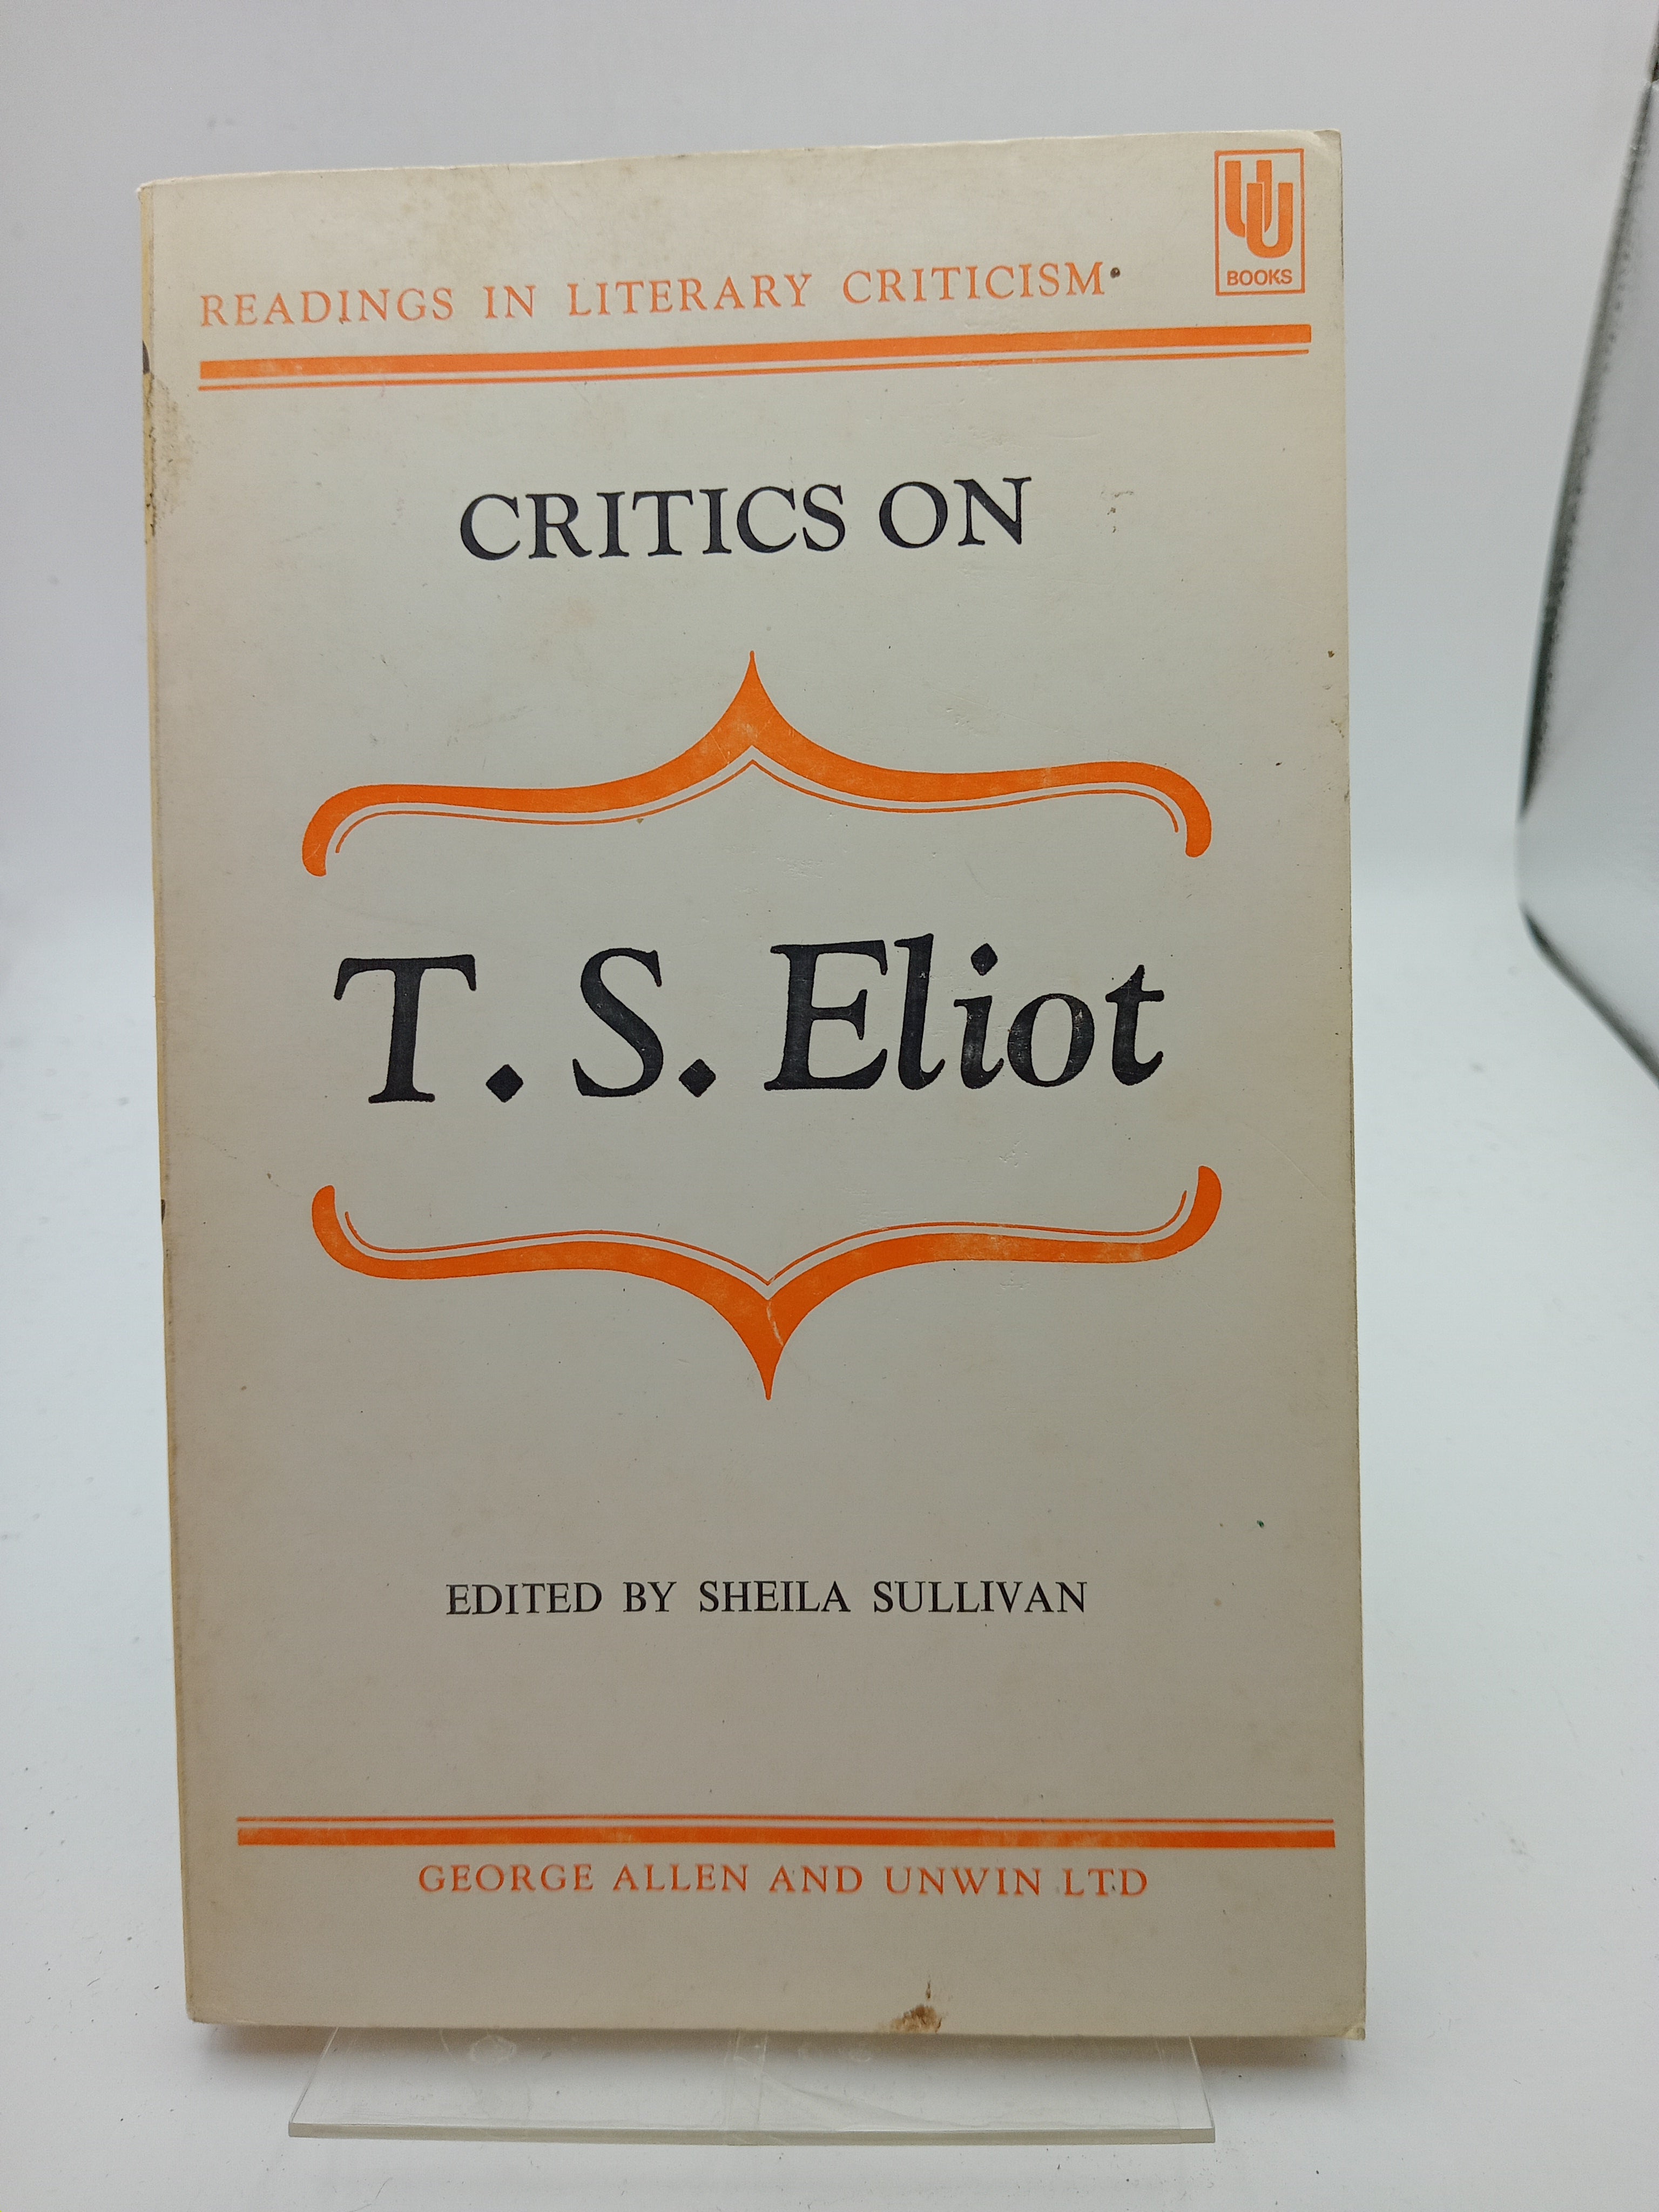 UU
BOOKS
READINGS IN LITERARY CRITICISM
CRITICS ON
T. S. Eliot
EDITED BY SHEILA SULLIVAN
GEORGE ALLEN AND UNWIN LTD